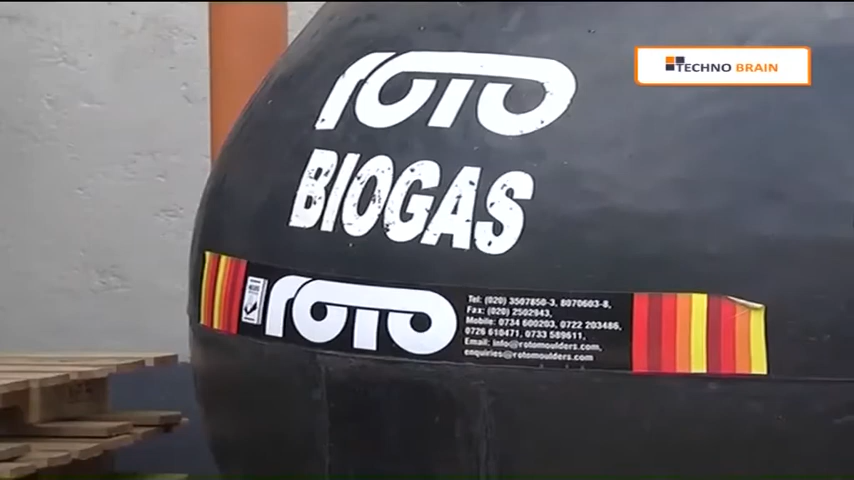 roto
BIOGAS
TECHNO BRAIN
roto
Tel: (020) 3507850-3, 8070603-8,
Fax: (020) 2502943,
Mobile: 0734 600203, 0722 203486,
0726 610471, 0733 589611,
Email: info@rotomoulders.com,
enquiries@rotomoulders.com